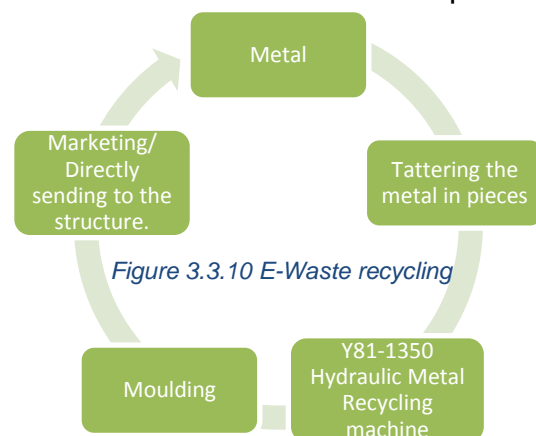 Metal
Tattering the
metal in pieces
Y81-1350
Hydraulic Metal
Recycling
machine
Moulding
Marketing/
Directly
sending to the
structure.
Figure 3.3.10 E-Waste recycling